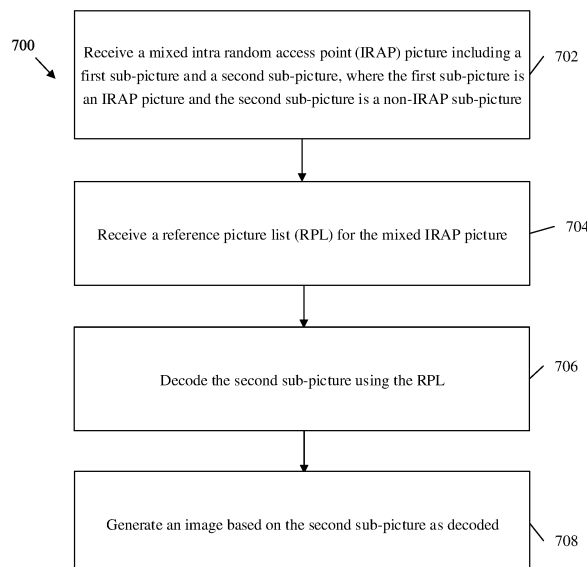 700
Receive a mixed intra random access point (IRAP) picture including a
first sub-picture and a second sub-picture, where the first sub-picture is
an IRAP picture and the second sub-picture is a non-IRAP sub-picture
702
Receive a reference picture list (RPL) for the mixed IRAP picture
704
Decode the second sub-picture using the RPL
706
Generate an image based on the second sub-picture as decoded
708